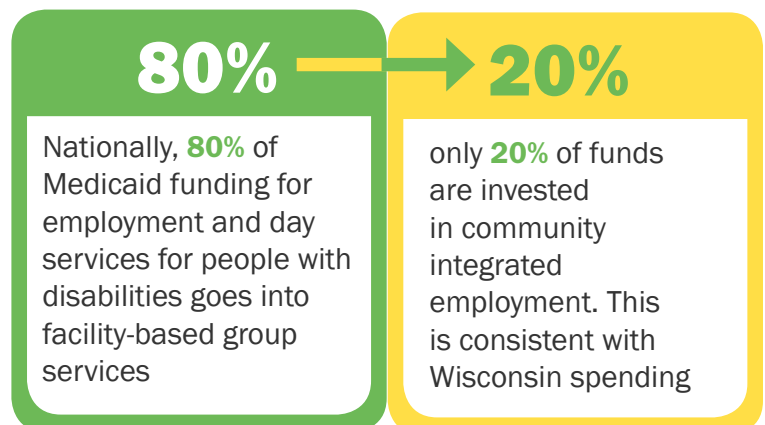 80%
Nationally, 80% of
Medicaid funding for
employment and day
services for people with
disabilities goes into
facility-based group
services
20%
only 20% of funds
are invested
in community
integrated
employment. This
is consistent with
Wisconsin spending